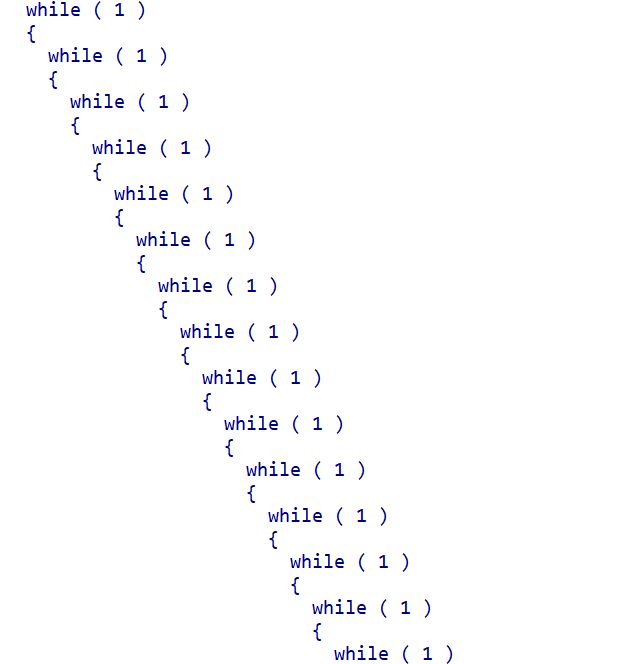 while ( 1 )
{
  while ( 1 )
  {
    while ( 1 )
    {
      while ( 1 )
      {
        while ( 1 )
        {
          while ( 1 )
          {
            while ( 1 )
            {
              while ( 1 )
              {
                while ( 1 )
                {
                  while ( 1 )
                  {
                    while ( 1 )
                    {
                      while ( 1 )
                      {
                        while ( 1 )
                        {
                          while ( 1 )
                          {
                            while ( 1 )